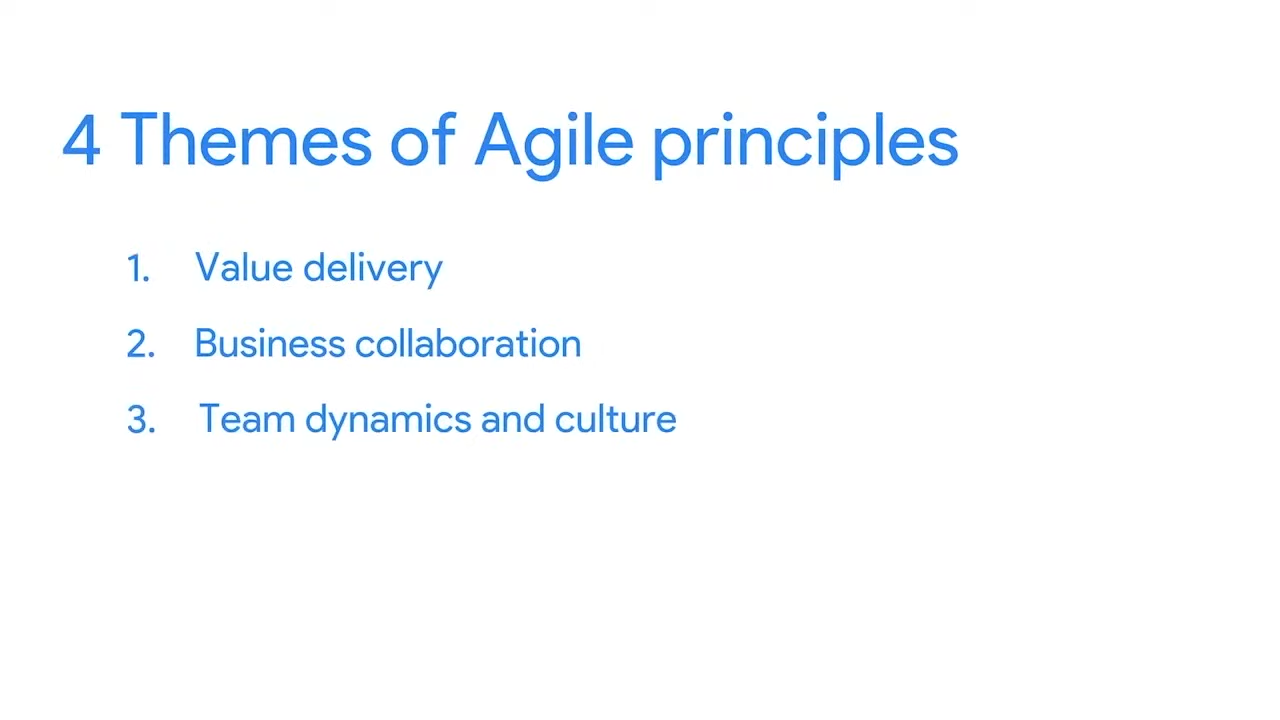 4 Themes of Agile principles
1. Value delivery
2. Business collaboration
3. Team dynamics and culture